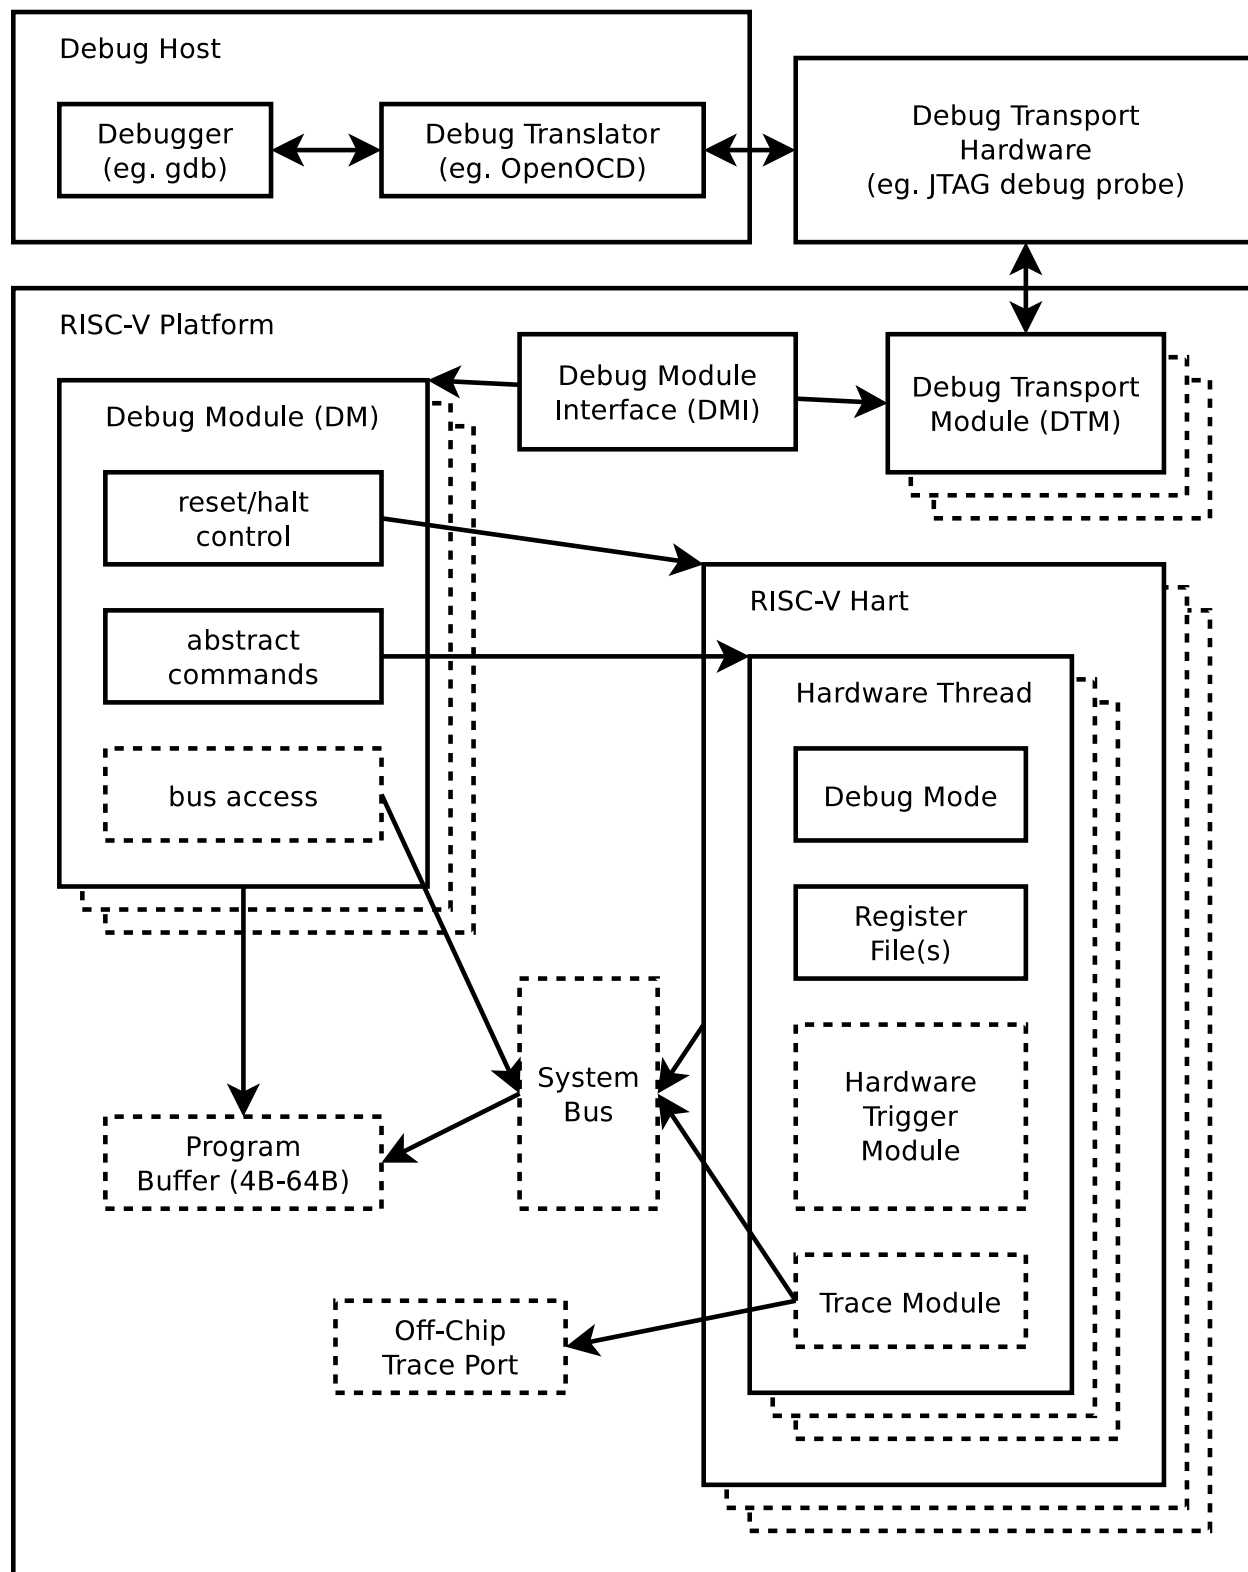 Debug Host
Debugger
(eg. gdb)
Debug Translator
(eg. OpenOCD)
Debug Transport
Hardware
(eg. JTAG debug probe)
RISC-V Platform
Debug Module
Interface (DMI)
Debug Transport
Module (DTM)
Debug Module (DM)
reset/halt
control
abstract
commands
bus access
RISC-V Hart
Hardware Thread
Debug Mode
Register
File(s)
Hardware
Trigger
Module
Trace Module
System
Bus
Program
Buffer (4B-64B)
Off-Chip
Trace Port